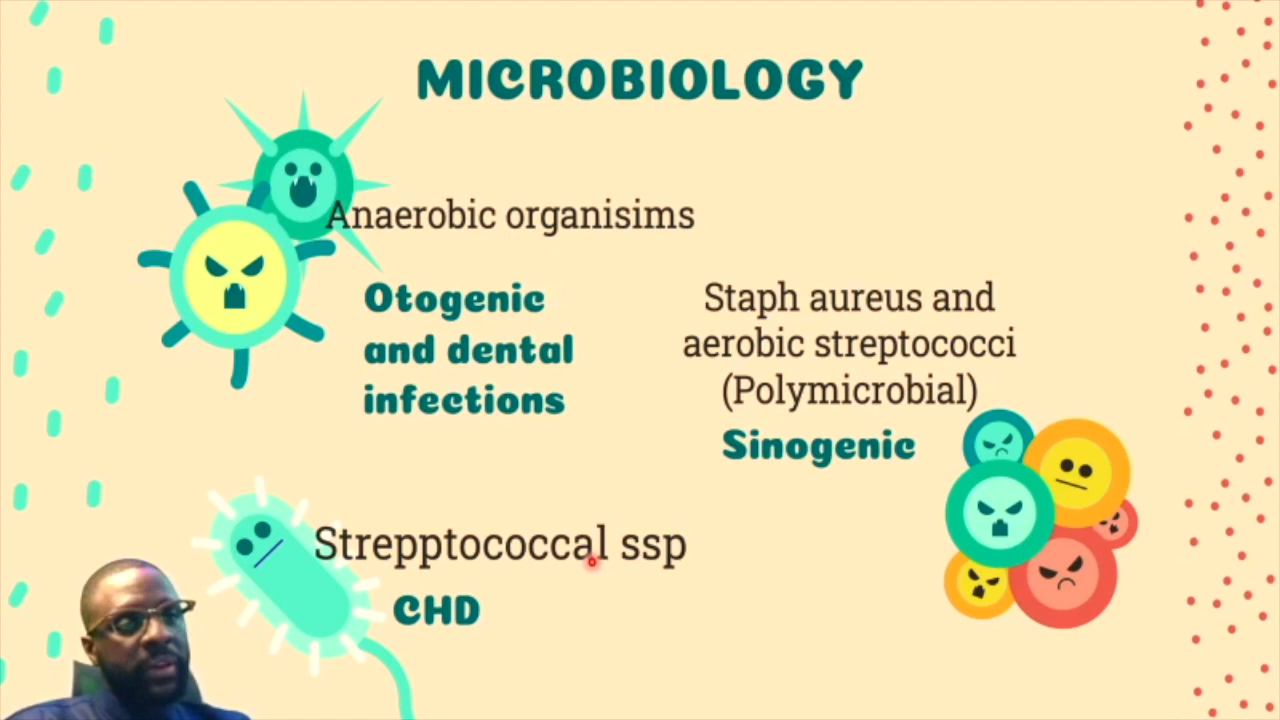 MICROBIOLOGY
Anaerobic organisims
Otogenic
and dental
infections
Staph aureus and
aerobic streptococci
(Polymicrobial)
Sinogenic
Strepptococcal ssp
CHD